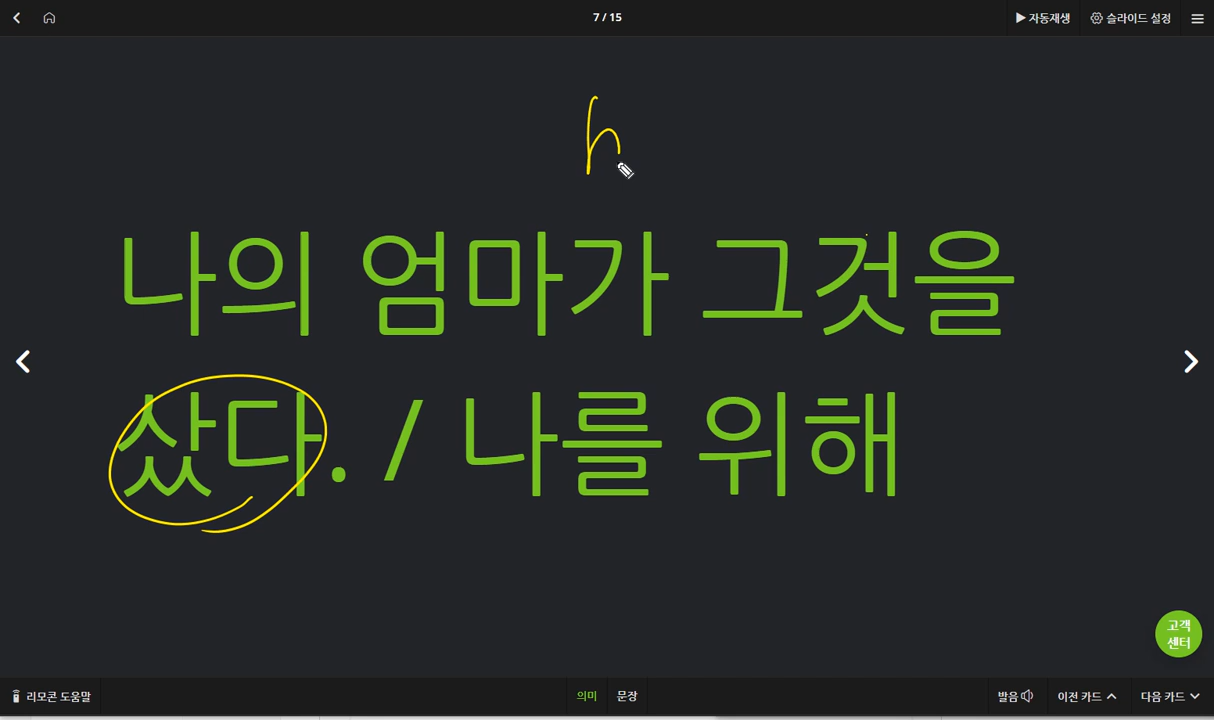 7 / 15
자동재생
슬라이드 설정
h
나의 엄마가 그것을
샀다. / 나를 위해
고객
센터
리모콘 도움말
의미
문장
발음
이전 카드
다음 카드